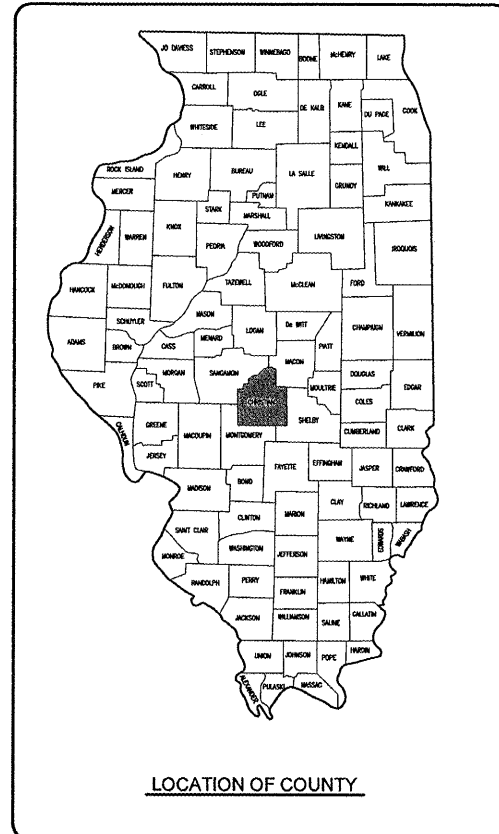 JO DAVIESS STEPHENSON WINNEBAGO BOONE McHENRY LAKE
CARROLL OGLE DE KALB KANE COOK
DU PAGE
WHITESIDE LEE
KENDALL
ROCK ISLAND HENRY BUREAU LA SALLE GRUNDY WILL
MERCER PUTNAM KANKAKEE
STARK MARSHALL
HENDERSON WARREN KNOX PEORIA WOODFORD LIVINGSTON IROQUOIS
HANCOCK McDONOUGH FULTON TAZEWELL McCLEAN FORD
MASON
SCHUYLER LOGAN De WITT CHAMPAIGN VERMILION
ADAMS BROWN CASS MENARD PIATT
MACON
PIKE SCOTT MORGAN SANGAMON MOULTRIE DOUGLAS EDGAR
COLES
CALHOUN GREENE MACOUPIN MONTGOMERY SHELBY CUMBERLAND CLARK
JERSEY
FAYETTE EFFINGHAM JASPER CRAWFORD
MADISON BOND CLAY RICHLAND LAWRENCE
CLINTON MARION
SAINT CLAIR WAYNE EDWARDS WABASH
WASHINGTON JEFFERSON
MONROE
RANDOLPH PERRY HAMILTON WHITE
FRANKLIN
JACKSON WILLIAMSON SALINE GALLATIN
UNION JOHNSON POPE HARDIN
ALEXANDER PULASKI MASSAC
LOCATION OF COUNTY